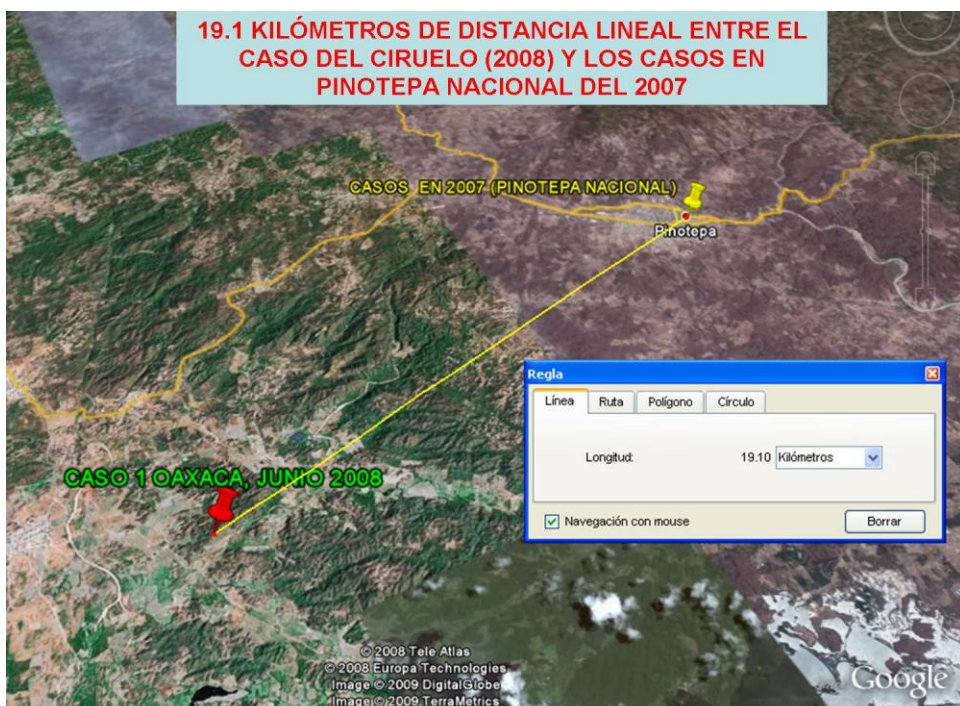 19.1 KILÓMETROS DE DISTANCIA LINEAL ENTRE EL
CASO DEL CIRUELO (2008) Y LOS CASOS EN
PINOTEPA NACIONAL DEL 2007
CASOS EN 2007 (PINOTEPA NACIONAL)
Pinotepa
Regla
Línea
Ruta
Polígono
Círculo
Longitud:
19.10 Kilómetros
Navegación con mouse
Borrar
CASO 1 OAXACA, JUNIO 2008
© 2008 Tele Atlas
© 2008 Europa Technologies
Image © 2009 DigitalGlobe
Image © 2009 TerraMetrics
Google